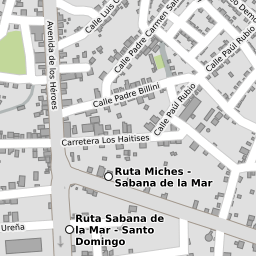 Avenida de los Héroes
Calle Luis
Calle Padre Carmen
Calle Paúl Rubio
Calle Padre Billini
Calle Paúl Rubio
Carretera Los Haitises
Ruta Miches -
Sabana de la Mar
Ruta Sabana de
la Mar - Santo
Domingo
Ureña